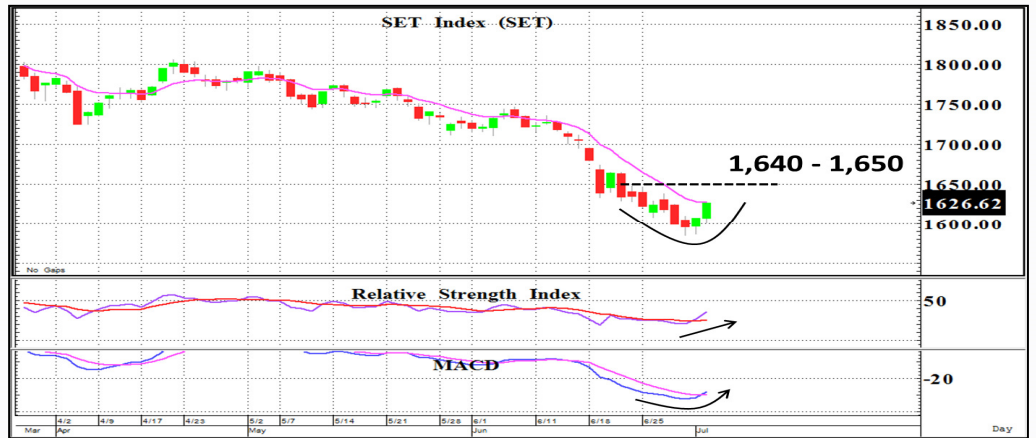 SET Index (SET)
1850.00
1800.00
1750.00
1700.00
1,640 - 1,650
1650.00
1626.62
1600.00
No Gaps
Relative Strength Index
50
MACD
-20
4/2 4/9 4/17 4/23 5/2 5/7 5/14 5/21 5/28 6/1 6/11 6/18 6/25
Mar Apr May Jun Jul Day